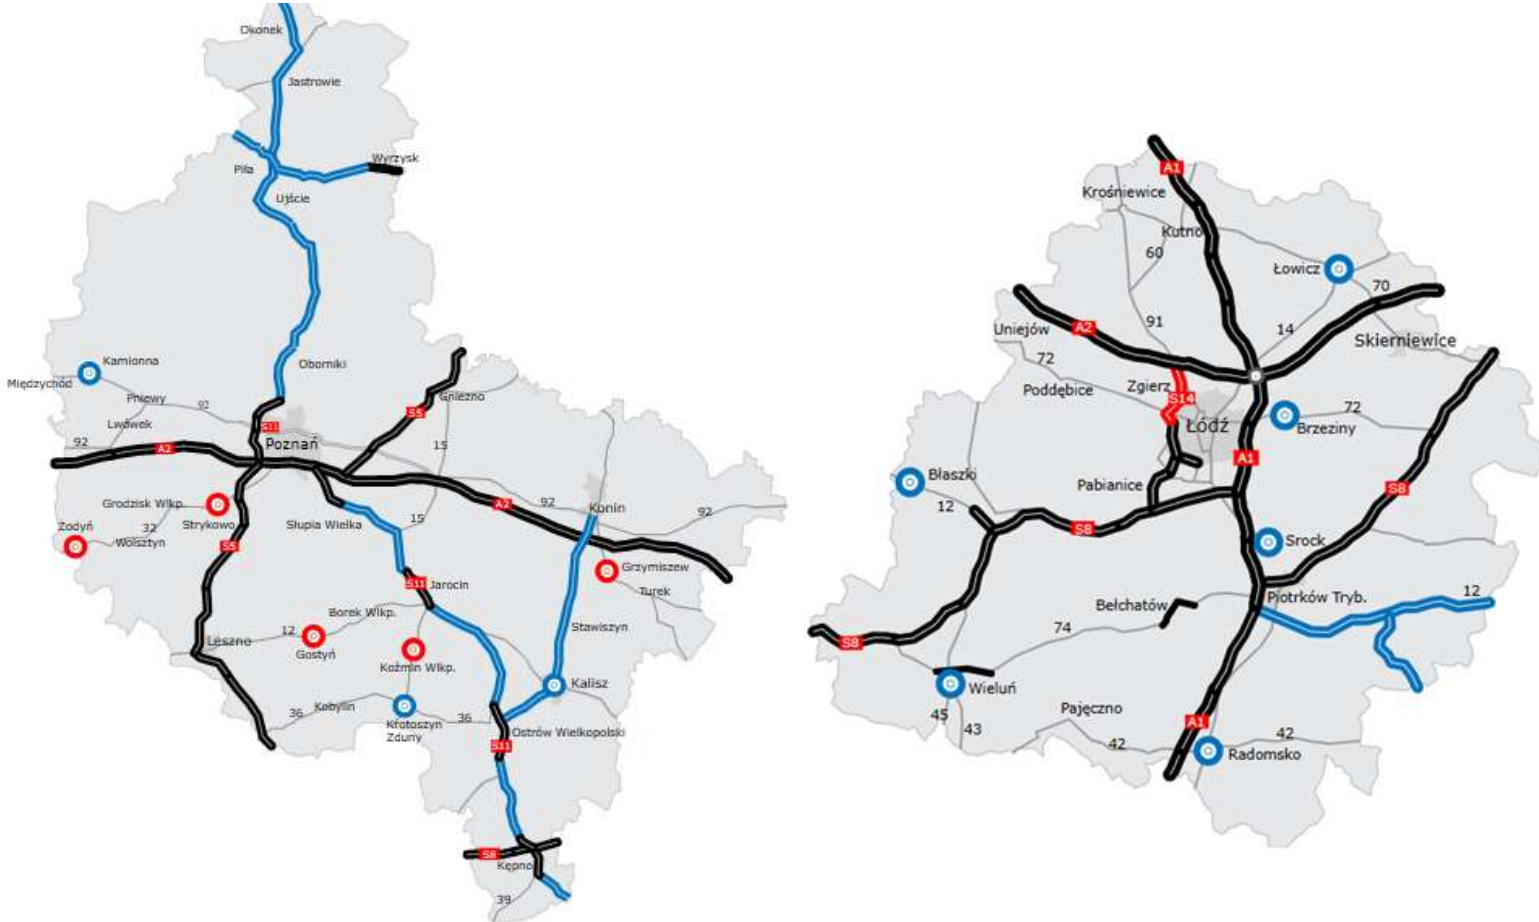 Okonek
Jastrowie
Wyrzysk
Piła
Ujście
Oborniki
Kamionna
Międzychód
Pniewy
92
Lwówek
92
S11
Poznań
A2
S5
Gniezno
15
A2
92
Konin
92
Grodzisk Wlkp.
Strykowo
Zodyń
32
Wolsztyn
S5
Słupia Wielka
15
Grzymiszew
Turek
S11
Jarocin
Borek Wlkp.
Stawiszyn
Leszno
12
Gostyń
Koźmin Wlkp.
Kalisz
36
Kobylin
Krotoszyn
Zduny
36
Ostrów Wielkopolski
S11
S8
Kępno
39
A1
Krośniewice
Kutno
60
Łowicz
70
Uniejów
A2
91
14
Skierniewice
72
Poddębice
Zgierz
S14
Łódź
72
Brzeziny
A1
Błaszki
12
Pabianice
S8
S8
Srock
Bełchatów
Piotrków Tryb.
12
74
S8
Wieluń
45
43
Pajęczno
42
A1
Radomsko
42